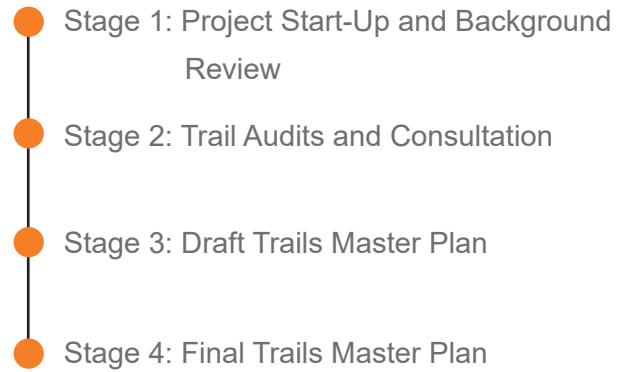 Stage 1: Project Start-Up and Background
Review
Stage 2: Trail Audits and Consultation
Stage 3: Draft Trails Master Plan
Stage 4: Final Trails Master Plan